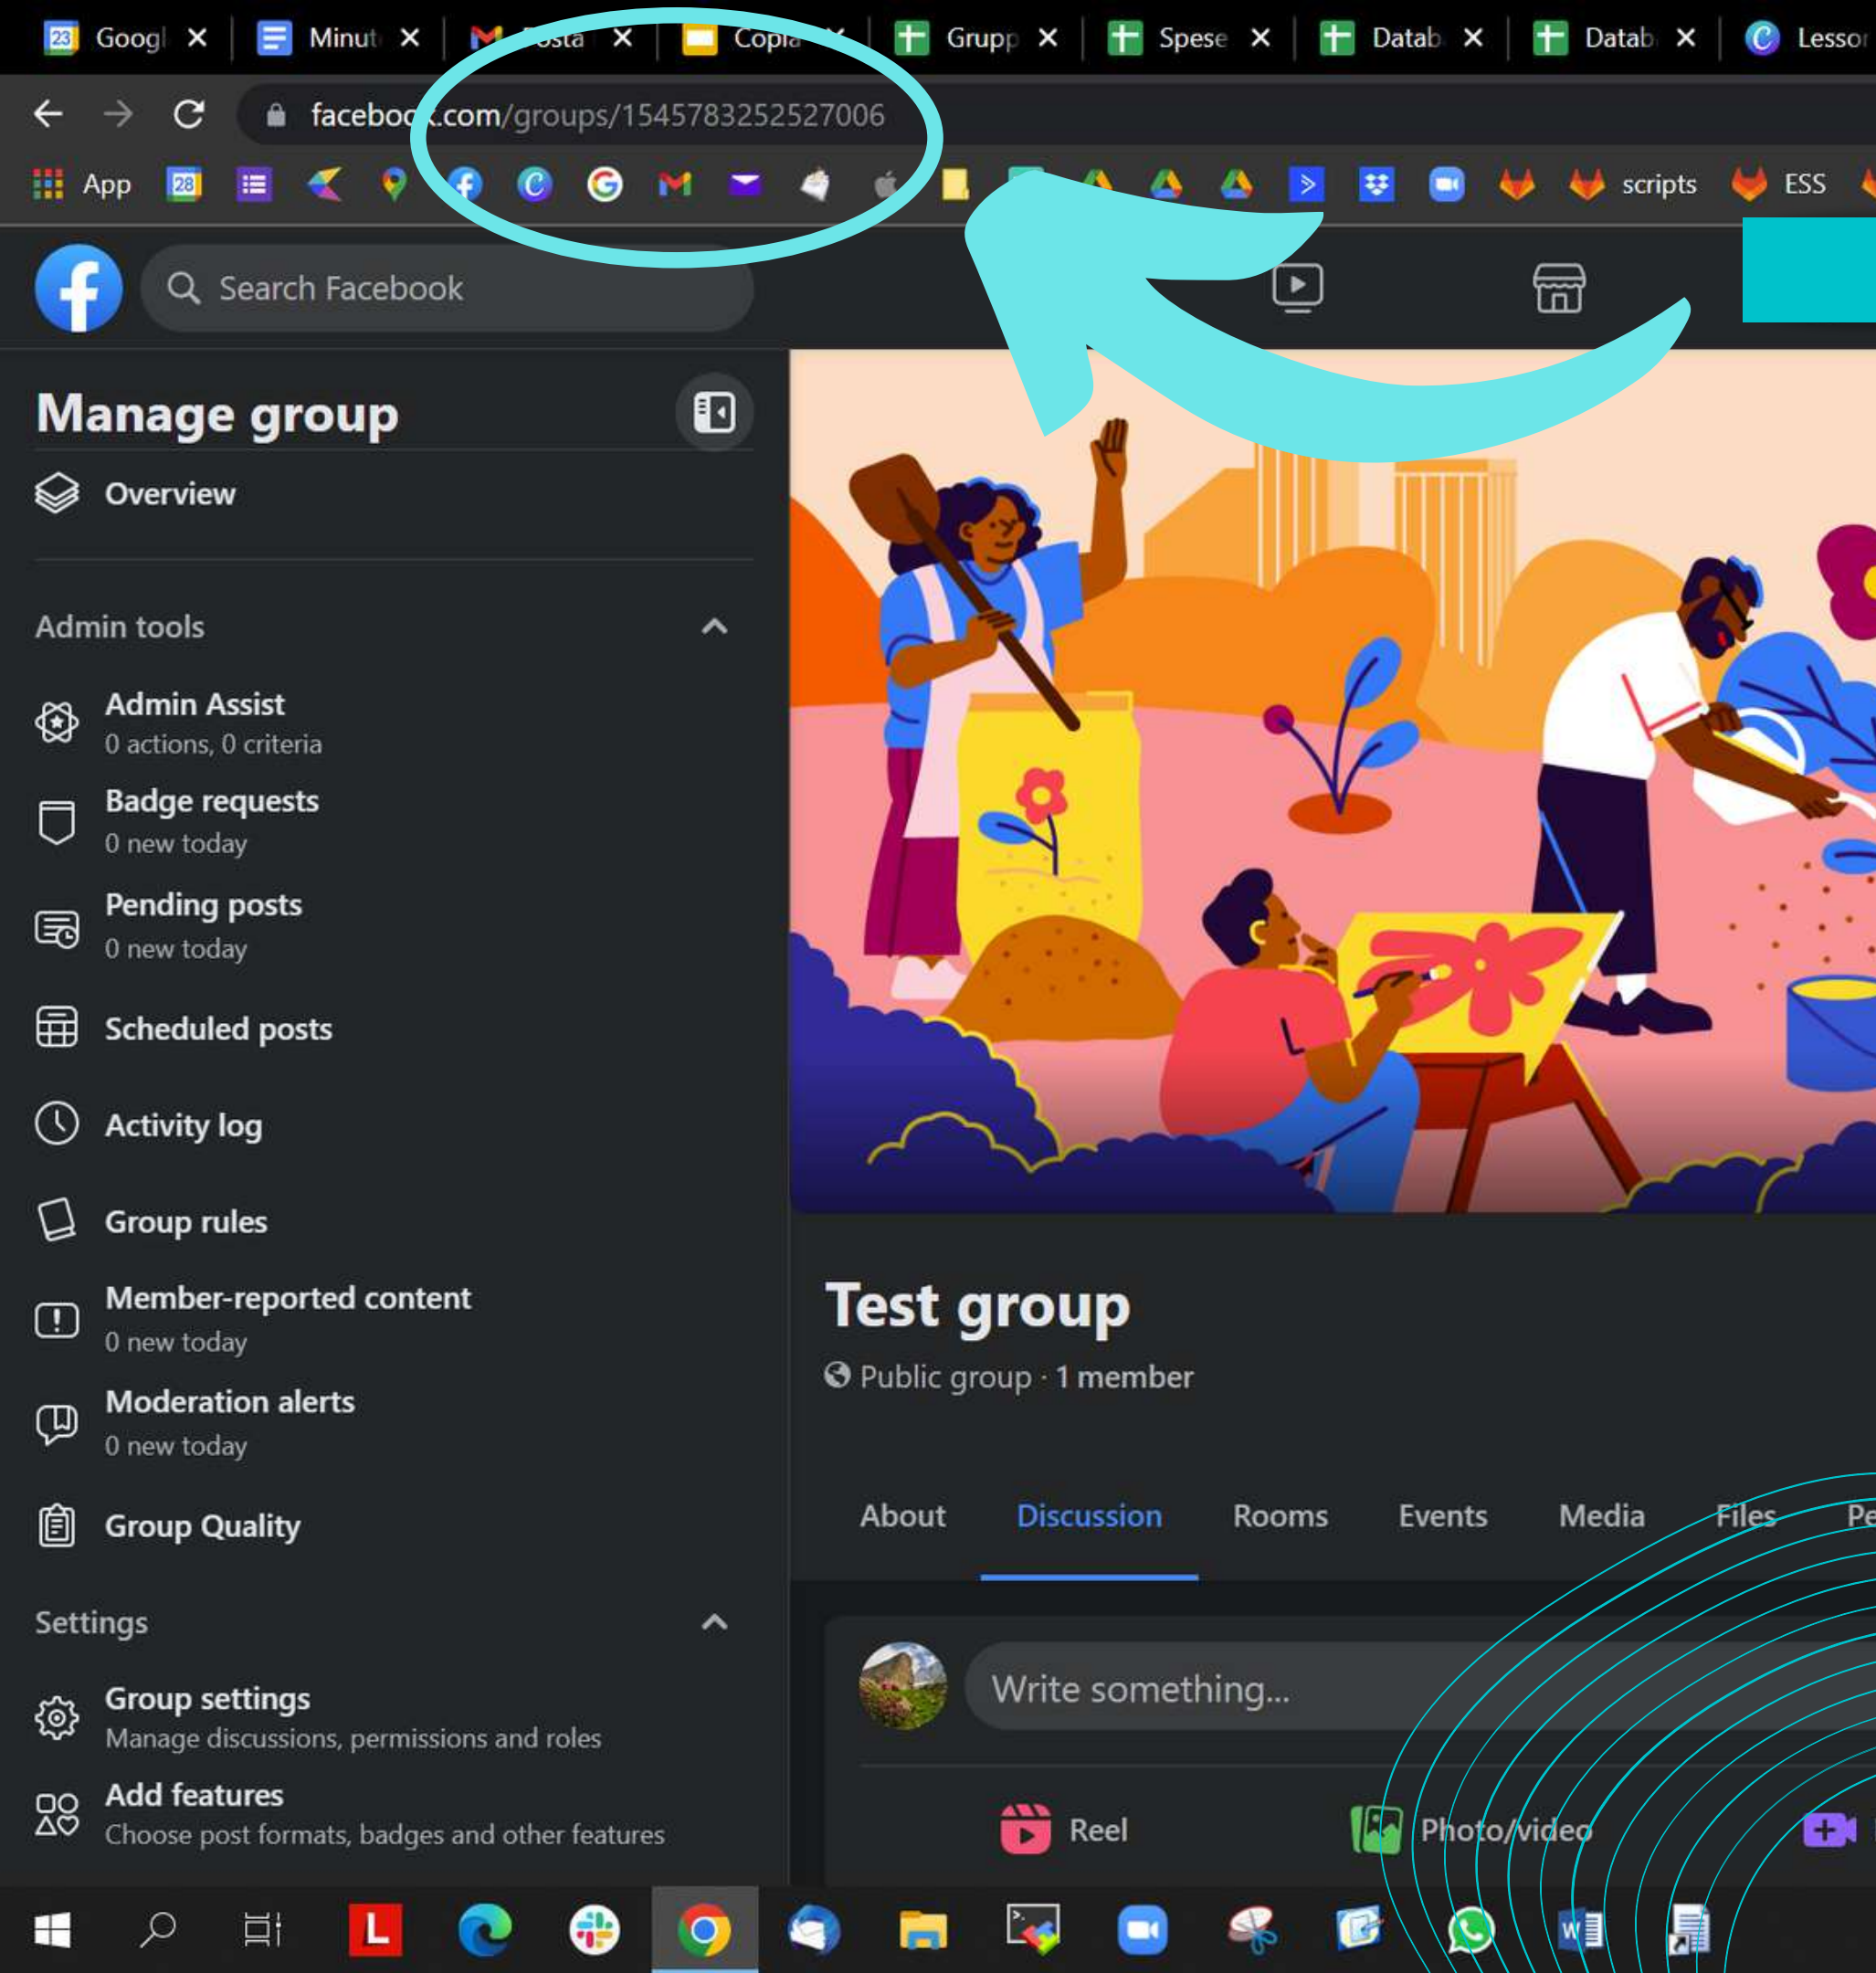 23 Googl Minut Posta Copia Grupp Spese Datab Datab Lesson
facebook.com/groups/1545783252527006
App 28 scripts ESS
Search Facebook
Manage group
Overview
Admin tools
Admin Assist
0 actions, 0 criteria
Badge requests
0 new today
Pending posts
0 new today
Scheduled posts
Activity log
Group rules
Member-reported content
0 new today
Moderation alerts
0 new today
Group Quality
Settings
Group settings
Manage discussions, permissions and roles
Add features
Choose post formats, badges and other features
Test group
Public group · 1 member
About Discussion Rooms Events Media Files Pe
Write something...
Reel Photo/video